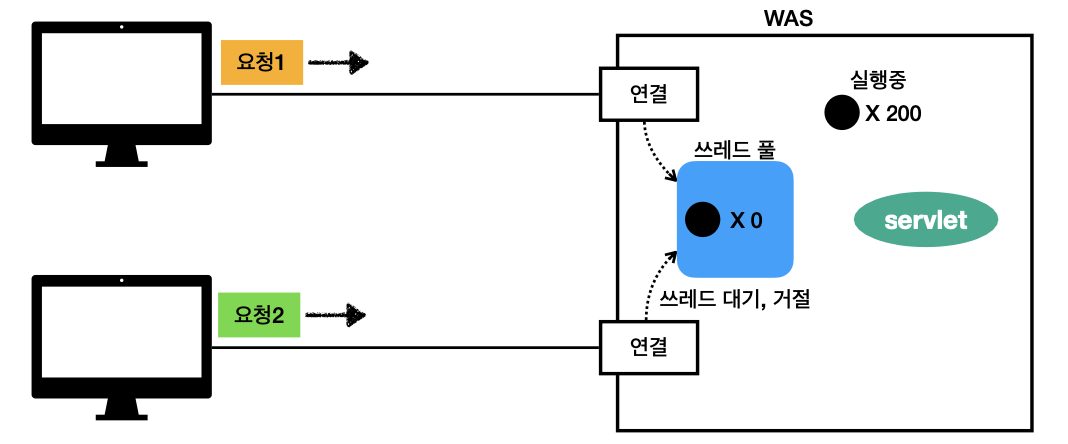 WAS
요청1
연결
실행중
X 200
쓰레드 풀
X 0
servlet
쓰레드 대기, 거절
요청2
연결